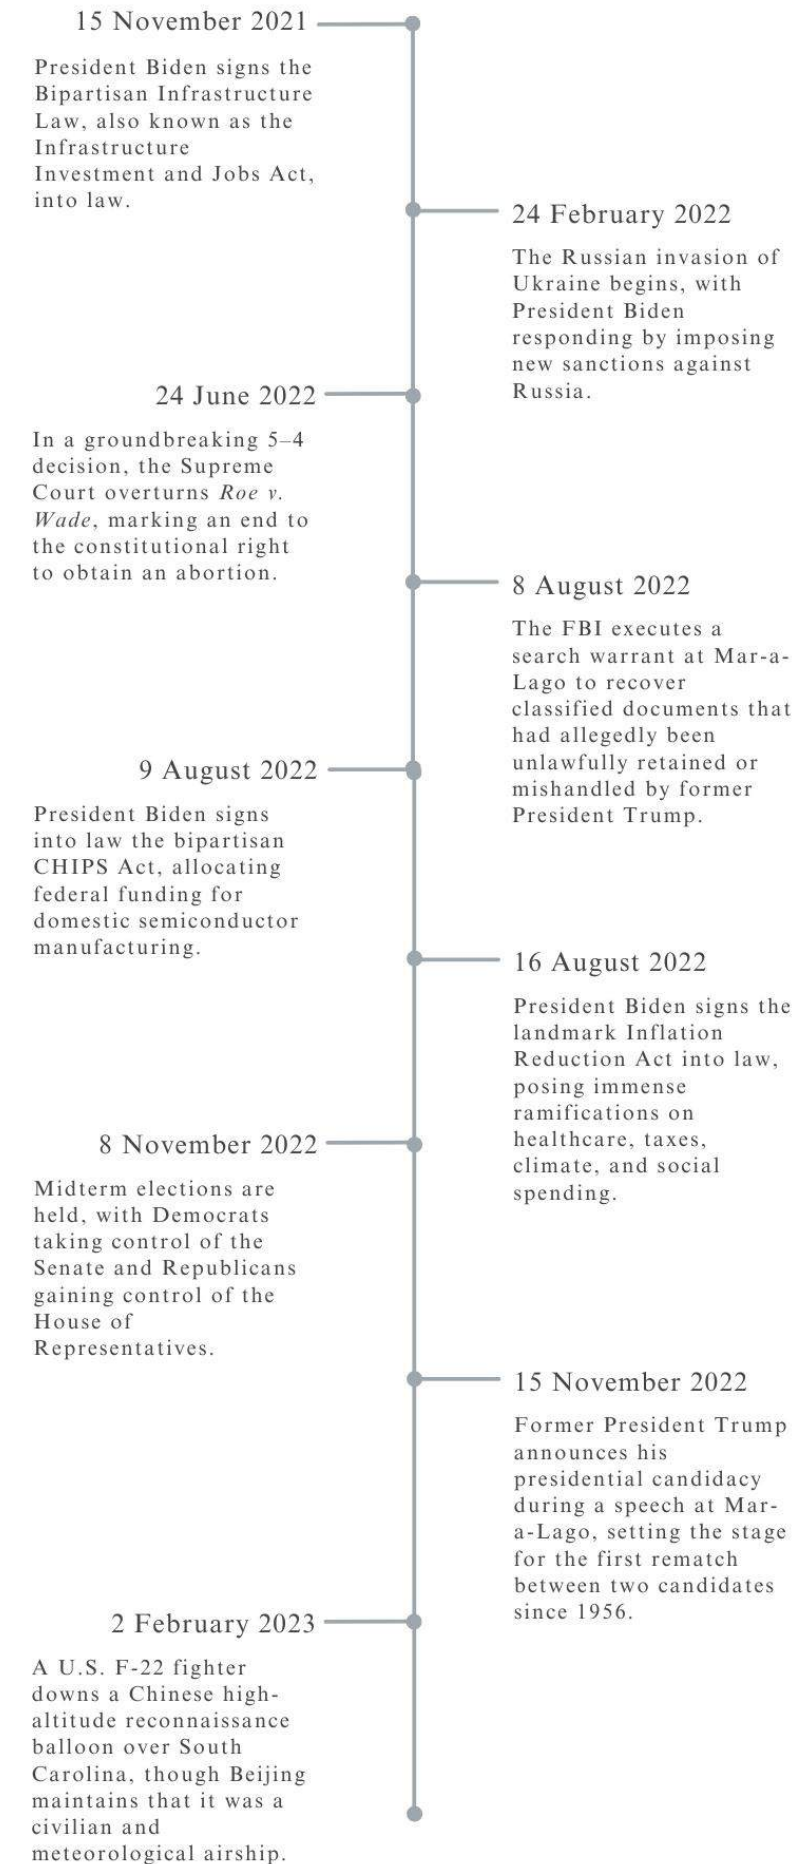 15 November 2021
President Biden signs the
Bipartisan Infrastructure
Law, also known as the
Infrastructure
Investment and Jobs Act,
into law.
24 February 2022
The Russian invasion of
Ukraine begins, with
President Biden
responding by imposing
new sanctions against
Russia.
24 June 2022
In a groundbreaking 5–4
decision, the Supreme
Court overturns Roe v.
Wade, marking an end to
the constitutional right
to obtain an abortion.
8 August 2022
The FBI executes a
search warrant at Mar-a-
Lago to recover
classified documents that
had allegedly been
unlawfully retained or
mishandled by former
President Trump.
9 August 2022
President Biden signs
into law the bipartisan
CHIPS Act, allocating
federal funding for
domestic semiconductor
manufacturing.
16 August 2022
President Biden signs the
landmark Inflation
Reduction Act into law,
posing immense
ramifications on
healthcare, taxes,
climate, and social
spending.
8 November 2022
Midterm elections are
held, with Democrats
taking control of the
Senate and Republicans
gaining control of the
House of
Representatives.
15 November 2022
Former President Trump
announces his
presidential candidacy
during a speech at Mar-
a-Lago, setting the stage
for the first rematch
between two candidates
since 1956.
2 February 2023
A U.S. F-22 fighter
downs a Chinese high-
altitude reconnaissance
balloon over South
Carolina, though Beijing
maintains that it was a
civilian and
meteorological airship.